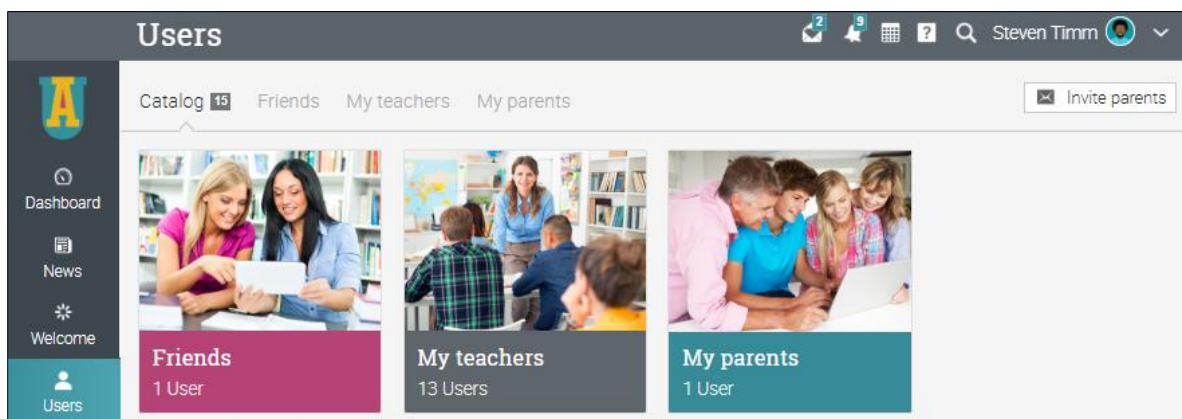 Users
2
9
?
Steven Timm
A
Catalog 15 Friends My teachers My parents
Invite parents
Dashboard
News
Welcome
Users
Friends
1 User
My teachers
13 Users
My parents
1 User